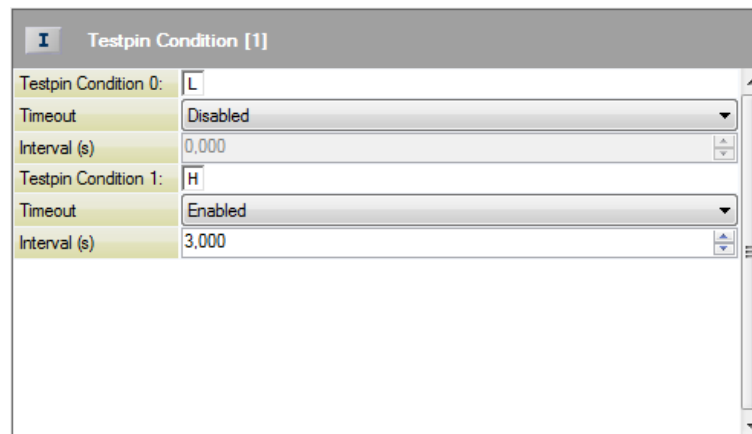 I Testpin Condition [1]
Testpin Condition 0: L
Timeout Disabled
Interval (s) 0,000
Testpin Condition 1: H
Timeout Enabled
Interval (s) 3,000